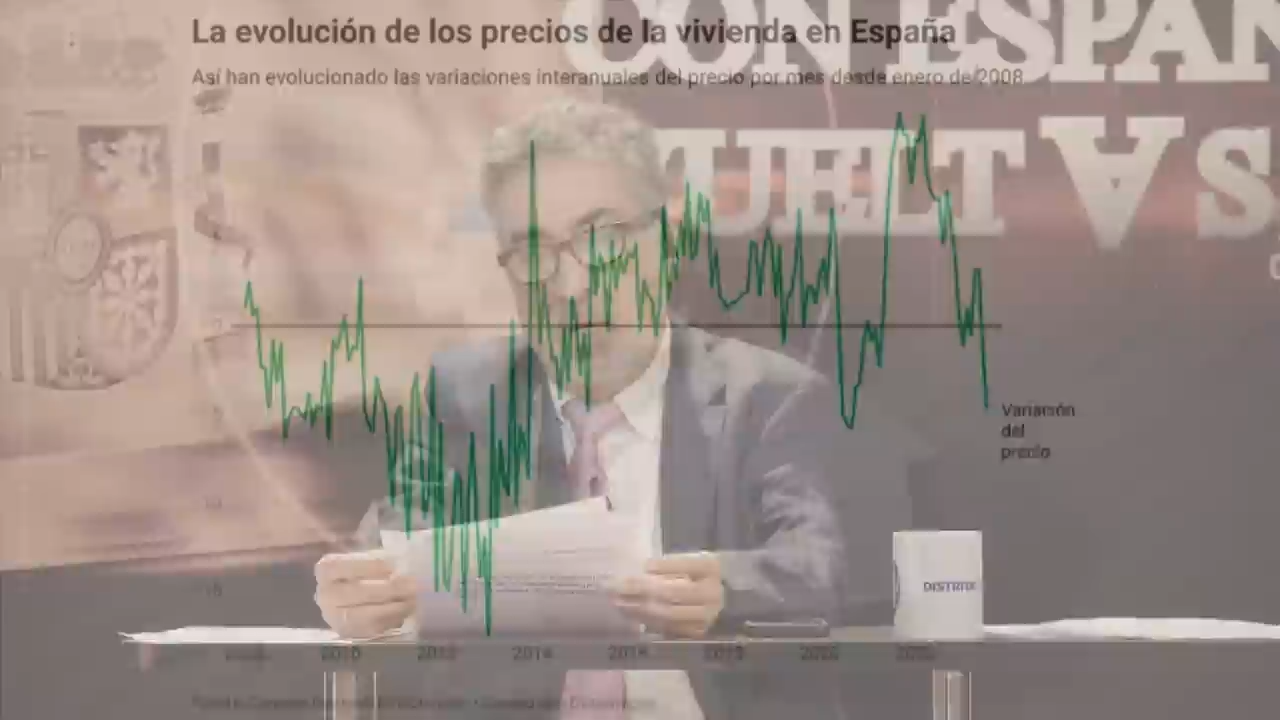 La evolución de los precios de la vivienda en España
Así han evolucionado las variaciones interanuales del precio por mes desde enero de 2008
CON ESPAÑ
UELTAS
Variación
del
precio
DISTRITO
2010
2012
2014
2016
2018
2020
2022